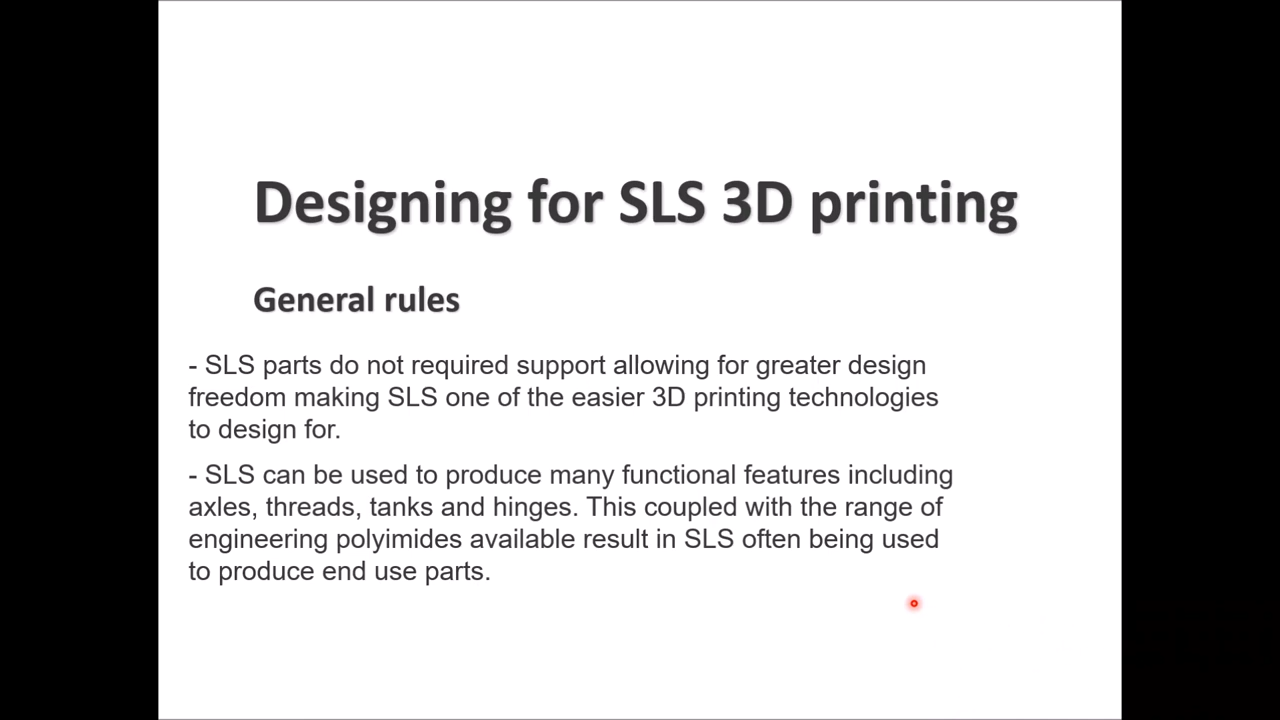 Designing for SLS 3D printing
General rules
- SLS parts do not required support allowing for greater design
freedom making SLS one of the easier 3D printing technologies
to design for.
- SLS can be used to produce many functional features including
axles, threads, tanks and hinges. This coupled with the range of
engineering polyimides available result in SLS often being used
to produce end use parts.